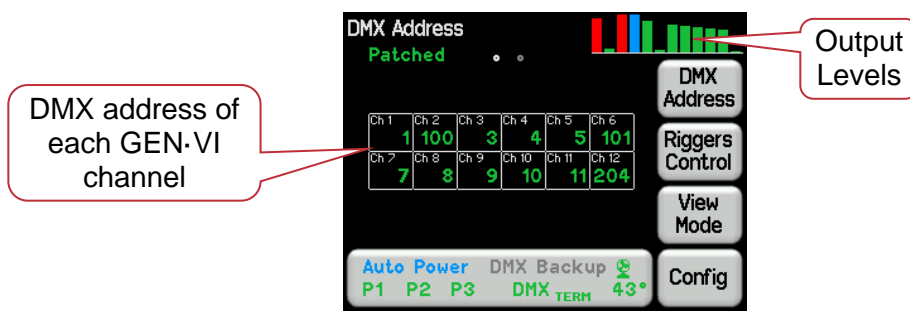 DMX Address
Patched
Output
Levels
DMX address of
each GEN·VI
channel
Ch 1 Ch 2 Ch 3 Ch 4 Ch 5 Ch 6
1 100 3 4 5 101
Ch 7 Ch 8 Ch 9 Ch 10 Ch 11 Ch 12
7 8 9 10 11 204
DMX
Address
Riggers
Control
View
Mode
Config
Auto Power DMX Backup
P1 P2 P3 DMX TERM 43°